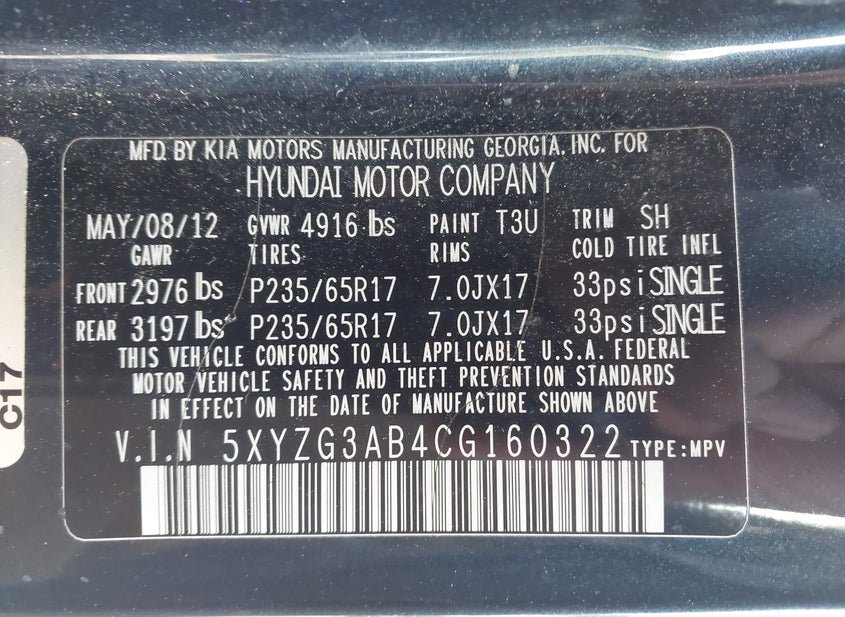 MFD. BY KIA MOTORS MANUFACTURING GEORGIA. INC. FOR
HYUNDAI MOTOR COMPANY
MAY/08/12 GVWR 4916 lbs PAINT T3U TRIM SH
GAWR TIRES RIMS COLD TIRE INFL
FRONT 2976 lbs P235/65R17 7.0JX17 33psi SINGLE
REAR 3197 lbs P235/65R17 7.0JX17 33psi SINGLE
THIS VEHICLE CONFORMS TO ALL APPLICABLE U.S.A. FEDERAL
MOTOR VEHICLE SAFETY AND THEFT PREVENTION STANDARDS
IN EFFECT ON THE DATE OF MANUFACTURE SHOWN ABOVE
V.I.N 5XYZG3AB4CG160322 TYPE:MPV
C17